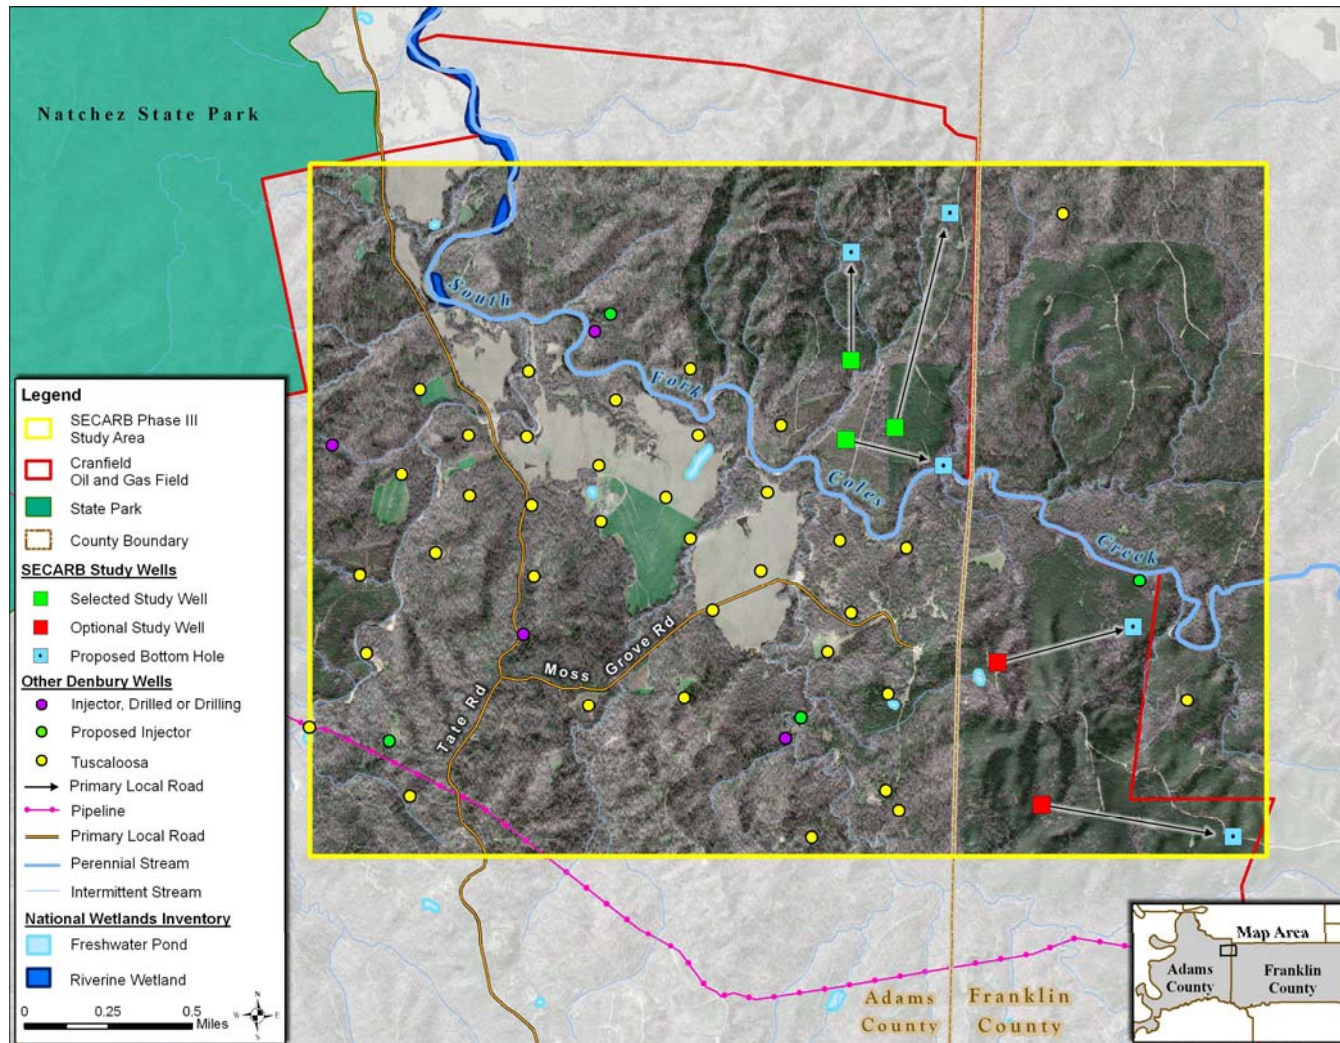 Natchez State Park
South
Fork
Coles
Creek
Moss Grove Rd
Tate Rd
Legend
SECARB Phase III
Study Area
Cranfield
Oil and Gas Field
State Park
County Boundary
SECARB Study Wells
Selected Study Well
Optional Study Well
Proposed Bottom Hole
Other Denbury Wells
Injector, Drilled or Drilling
Proposed Injector
Tuscaloosa
Primary Local Road
Pipeline
Primary Local Road
Perennial Stream
Intermittent Stream
National Wetlands Inventory
Freshwater Pond
Riverine Wetland
0 0.25 0.5
Miles
N
W E
S
Adams
County
Franklin
County
Map Area
Adams
County
Franklin
County